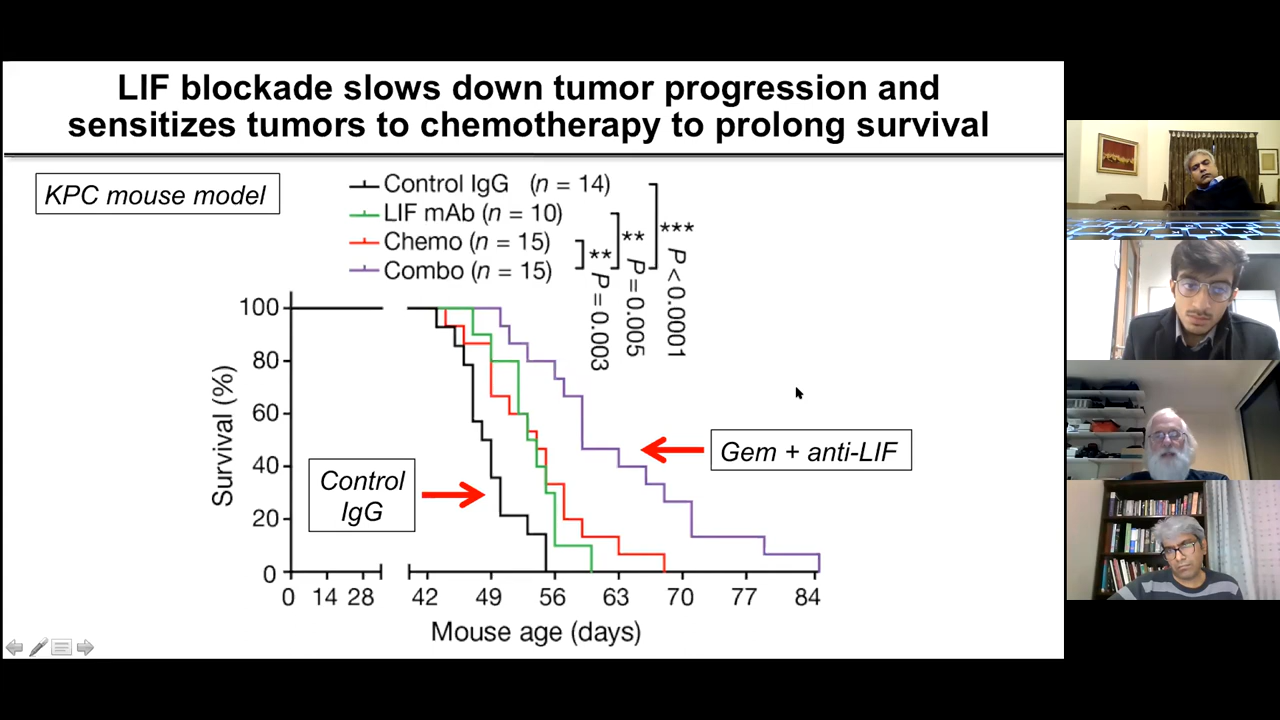 LIF blockade slows down tumor progression and
sensitizes tumors to chemotherapy to prolong survival
KPC mouse model
Control IgG (n = 14)
LIF mAb (n = 10)
Chemo (n = 15)
Combo (n = 15)
** P = 0.003
** P = 0.005
*** P < 0.0001
Survival (%)
100
80
60
40
20
0
Control
IgG
Gem + anti-LIF
0 14 28 42 49 56 63 70 77 84
Mouse age (days)